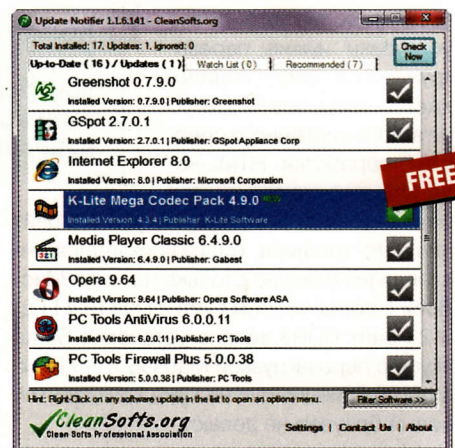 Update Notifier 1.1.6.141 - CleanSofts.org
Total Installed: 17, Updates: 1, Ignored: 0
Check Now
Up-to-Date ( 16 ) / Updates ( 1 ) Watch List ( 0 ) Recommended ( 7 )
Greenshot 0.7.9.0
Installed Version: 0.7.9.0 | Publisher: Greenshot
GSpot 2.7.0.1
Installed Version: 2.7.0.1 | Publisher: GSpot Appliance Corp
Internet Explorer 8.0
Installed Version: 8.0 | Publisher: Microsoft Corporation
FREE
K-Lite Mega Codec Pack 4.9.0
Installed Version: 4.3.4 | Publisher: K-Lite Software
Media Player Classic 6.4.9.0
Installed Version: 6.4.9.0 | Publisher: Gabest
321
Opera 9.64
Installed Version: 9.64 | Publisher: Opera Software ASA
PC Tools AntiVirus 6.0.0.11
Installed Version: 6.0.0.11 | Publisher: PC Tools
PC Tools Firewall Plus 5.0.0.38
Installed Version: 5.0.0.38 | Publisher: PC Tools
Hint: Right-Click on any software update in the list to open an options menu. Filter Software >>
CleanSofts.org
Clean Softs Professional Association
Settings | Contact Us | About